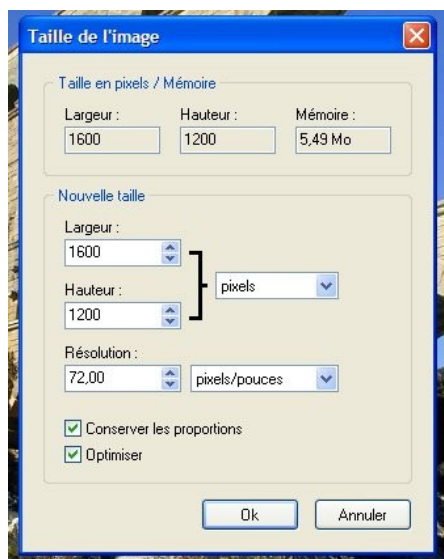 Taille de l'image
Taille en pixels / Mémoire
Largeur : Hauteur : Mémoire :
1600 1200 5,49 Mo
Nouvelle taille
Largeur :
1600
pixels
Hauteur :
1200
Résolution :
72,00 pixels/pouces
Conserver les proportions
Optimiser
Ok Annuler